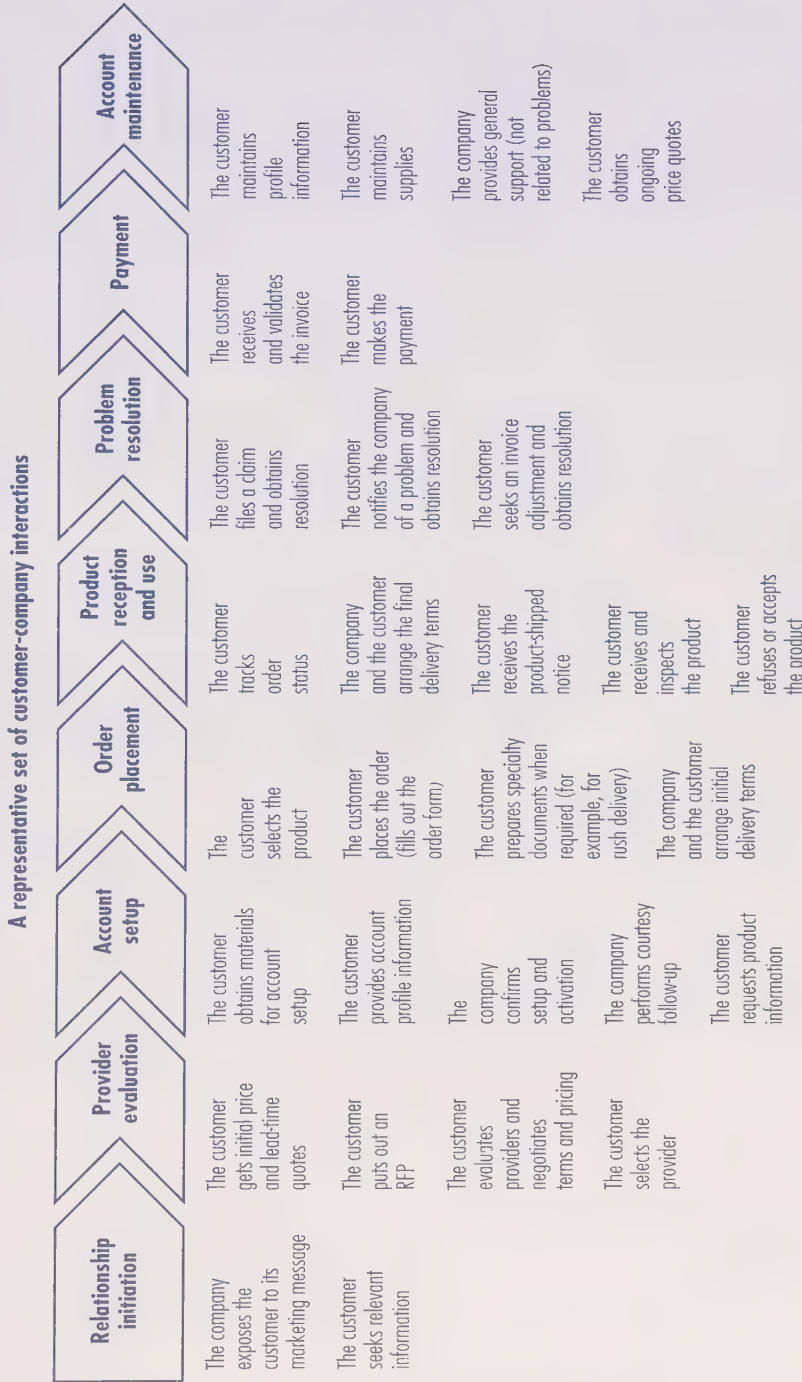 A representative set of customer-company interactions
Relationship
initiation
The company
exposes the
customer to its
marketing message
The customer
seeks relevant
information
Provider
evaluation
The customer
gets initial price
and lead-time
quotes
The customer
puts out an
RFP
The customer
evaluates
providers and
negotiates
terms and pricing
The customer
selects the
provider
Account
setup
The customer
obtains materials
for account
setup
The customer
provides account
profile information
The
company
confirms
setup and
activation
The company
performs courtesy
follow-up
The customer
requests product
information
Order
placement
The
customer
selects the
product
The customer
places the order
(fills out the
order form)
The customer
prepares specialty
documents when
required (for
example, for
rush delivery)
The company
and the customer
arrange initial
delivery terms
Product
reception
and use
The customer
tracks
order
status
The company
and the customer
arrange the final
delivery terms
The customer
receives the
product-shipped
notice
The customer
receives and
inspects
the product
The customer
refuses or accepts
the product
Problem
resolution
The customer
files a claim
and obtains
resolution
The customer
notifies the company
of a problem and
obtains resolution
The customer
seeks an invoice
adjustment and
obtains resolution
Payment
The customer
receives
and validates
the invoice
The customer
makes the
payment
Account
maintenance
The customer
maintains
profile
information
The customer
maintains
supplies
The company
provides general
support (not
related to problems)
The customer
obtains
ongoing
price quotes